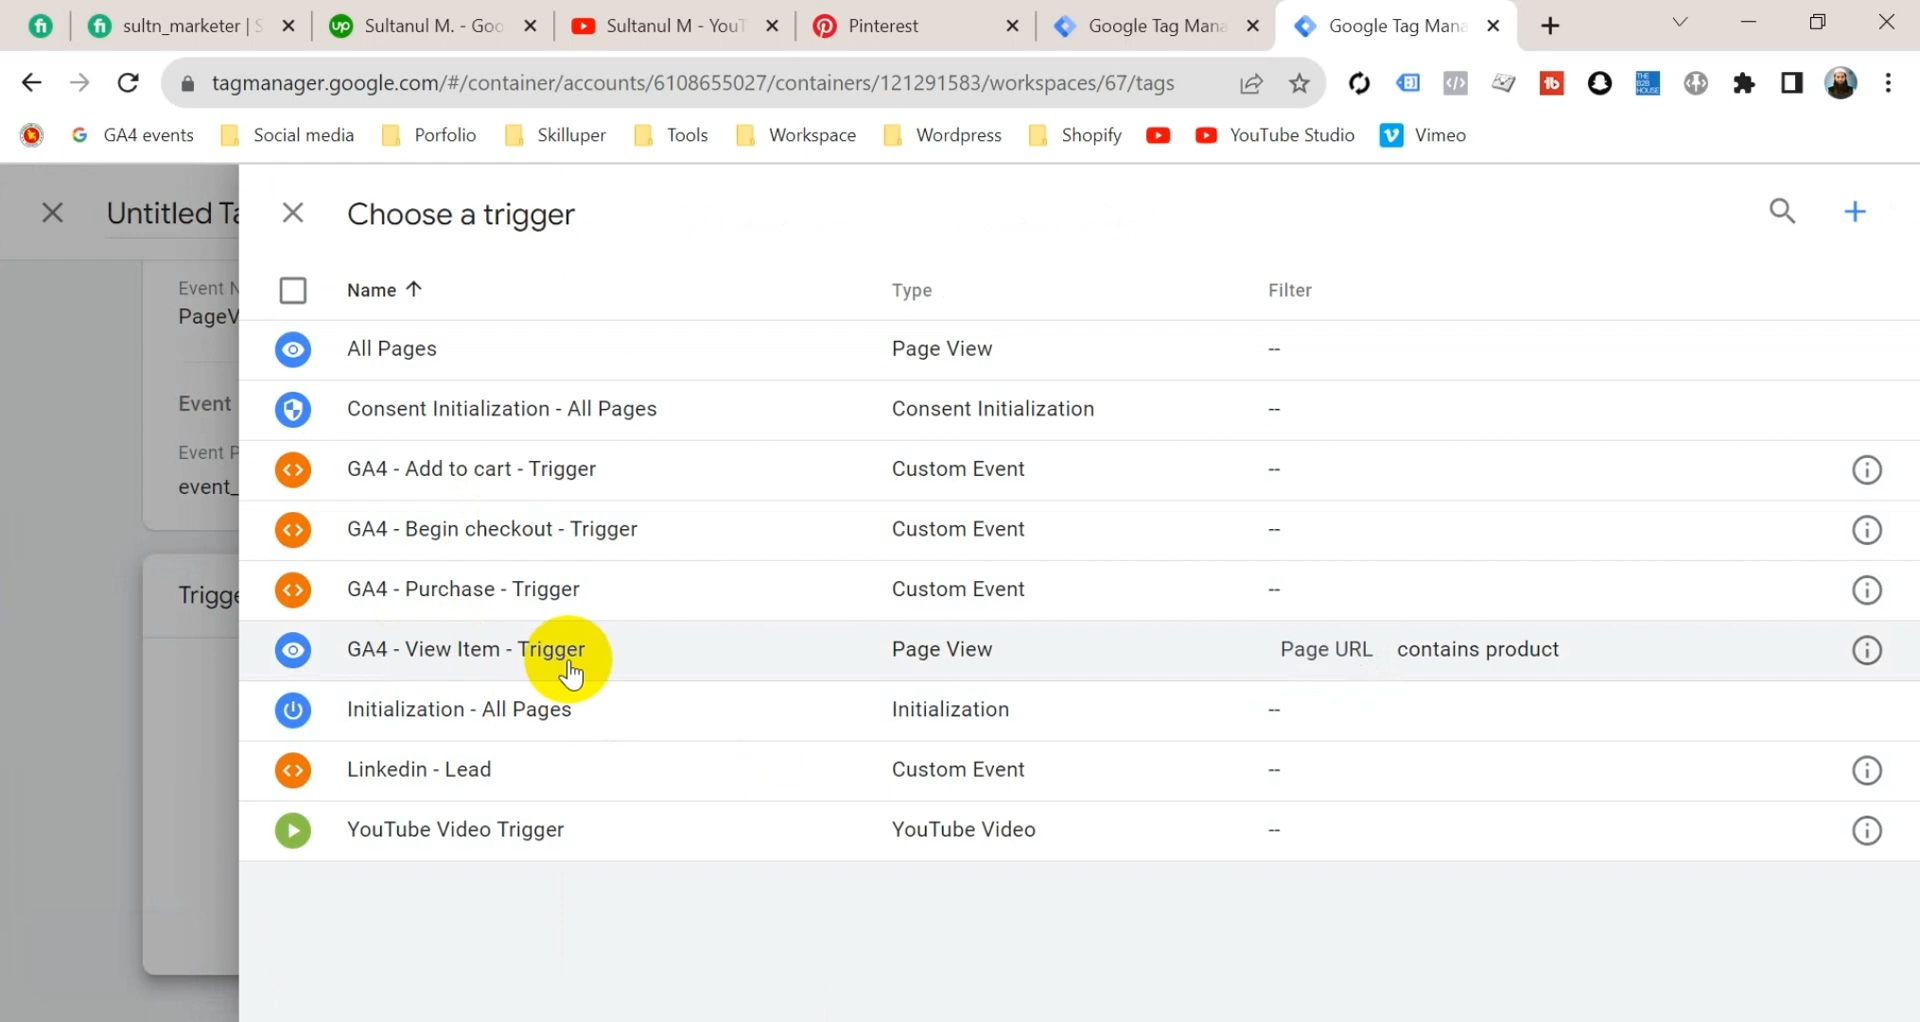 sultn_marketer | S
Sultanul M. - Goo
Sultanul M - YouT
Pinterest
Google Tag Mana
Google Tag Mana
tagmanager.google.com/#/container/accounts/6108655027/containers/121291583/workspaces/67/tags
GA4 events
Social media
Porfolio
Skilluper
Tools
Workspace
Wordpress
Shopify
YouTube Studio
Vimeo
Untitled Ta
Choose a trigger
Name
Type
Filter
Event N
PageV
All Pages
Page View
--
Event
Consent Initialization - All Pages
Consent Initialization
--
Event P
event_
GA4 - Add to cart - Trigger
Custom Event
--
GA4 - Begin checkout - Trigger
Custom Event
--
Trigge
GA4 - Purchase - Trigger
Custom Event
--
GA4 - View Item - Trigger
Page View
Page URL contains product
Initialization - All Pages
Initialization
--
Linkedin - Lead
Custom Event
--
YouTube Video Trigger
YouTube Video
--